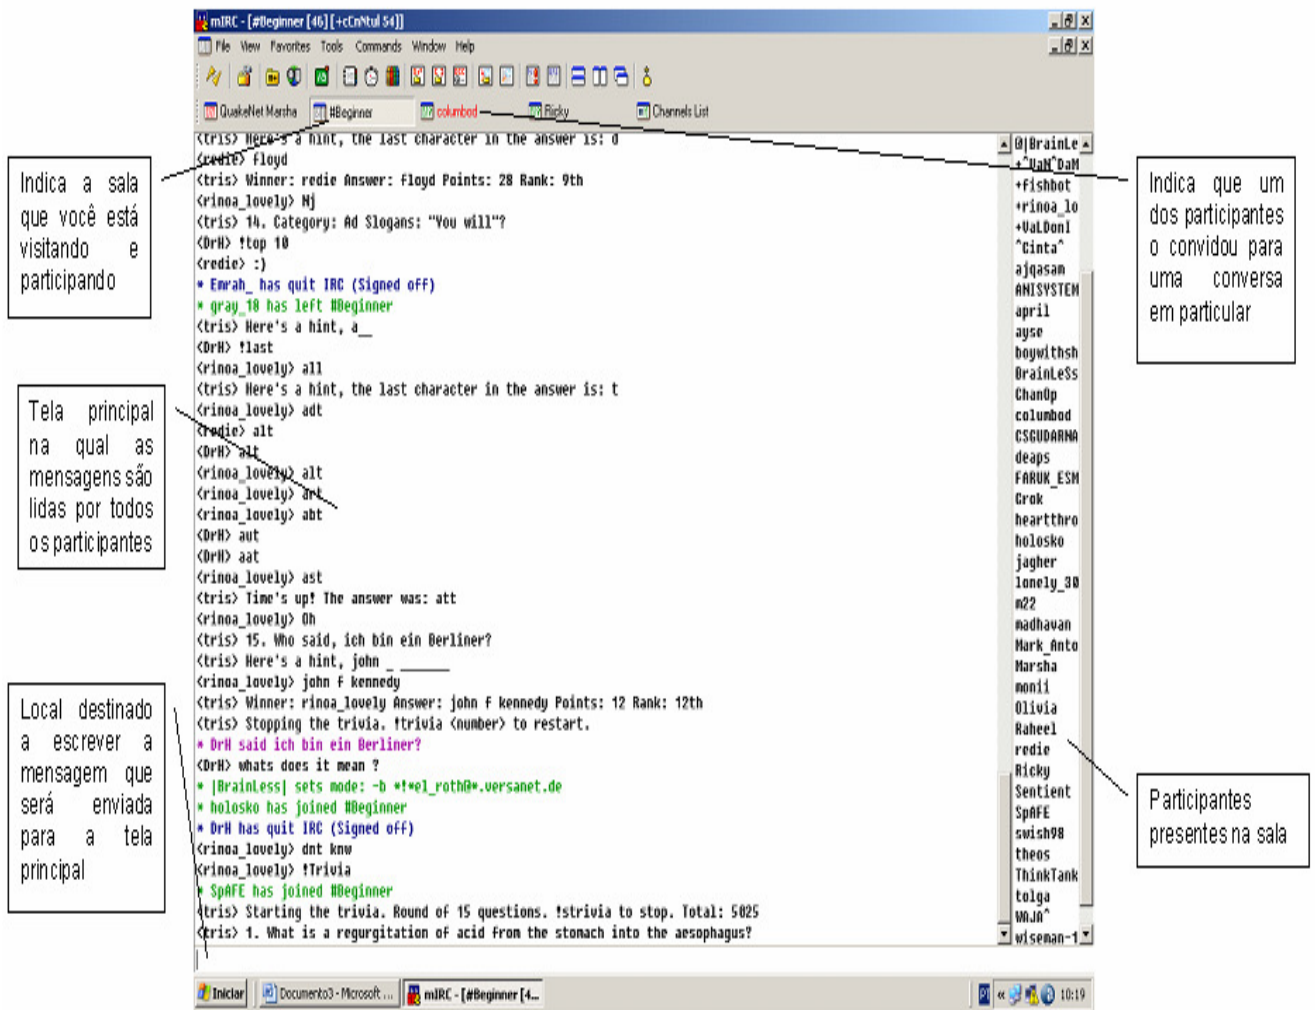 mIRC - [#Beginner [46] [+cCnNtul 54]]
File View Favorites Tools Commands Window Help
QuakeNet Marsha #Beginner columbod Ricky Channels List
<tris> Here's a hint, the last character in the answer is: d
<redie> floyd
<tris> Winner: redie Answer: floyd Points: 28 Rank: 9th
<rinoa_lovely> Nj
<tris> 14. Category: Ad Slogans: "You will"?
<DrH> !top 10
<redie> :)
* Emrah_ has quit IRC (Signed off)
* gray_18 has left #Beginner
<tris> Here's a hint, a__
<DrH> !last
<rinoa_lovely> all
<tris> Here's a hint, the last character in the answer is: t
<rinoa_lovely> adt
<redie> alt
<DrH> alt
<rinoa_lovely> alt
<rinoa_lovely> art
<rinoa_lovely> abt
<DrH> aut
<DrH> aat
<rinoa_lovely> ast
<tris> Time's up! The answer was: att
<rinoa_lovely> Oh
<tris> 15. Who said, ich bin ein Berliner?
<tris> Here's a hint, john _ _______
<rinoa_lovely> john f kennedy
<tris> Winner: rinoa_lovely Answer: john f kennedy Points: 12 Rank: 12th
<tris> Stopping the trivia. !trivia <number> to restart.
* DrH said ich bin ein Berliner?
<DrH> whats does it mean ?
* |BrainLess| sets mode: -b *!*el_roth@*.versanet.de
* holosko has joined #Beginner
* DrH has quit IRC (Signed off)
<rinoa_lovely> dnt knw
<rinoa_lovely> !Trivia
* SpAFE has joined #Beginner
<tris> Starting the trivia. Round of 15 questions. !strivia to stop. Total: 5025
<tris> 1. What is a regurgitation of acid from the stomach into the aesophagus?
@|BrainLe
+^VaN^DaM
+fishbot
+rinoa_lo
+VaLDonI
^Cinta^
ajqasam
ANISYSTEM
april
ayse
boywithsh
BrainLeSs
ChanOp
columbod
CSGUDARNA
deaps
FARUK_ESM
Grok
heartthro
holosko
jagher
lonely_30
m22
madhavan
Mark_Anto
Marsha
monii
Olivia
Raheel
redie
Ricky
Sentient
SpAFE
swish98
theos
ThinkTank
tolga
WAJA^
wiseman-1
Iniciar Documento3 - Microsoft ... mIRC - [#Beginner [4... PT « 10:19
Indica a sala
que você está
visitando e
participando
Tela principal
na qual as
mensagens são
lidas por todos
os participantes
Local destinado
a escrever a
mensagem que
será enviada
para a tela
principal
Indica que um
dos participantes
o convidou para
uma conversa
em particular
Participantes
presentes na sala